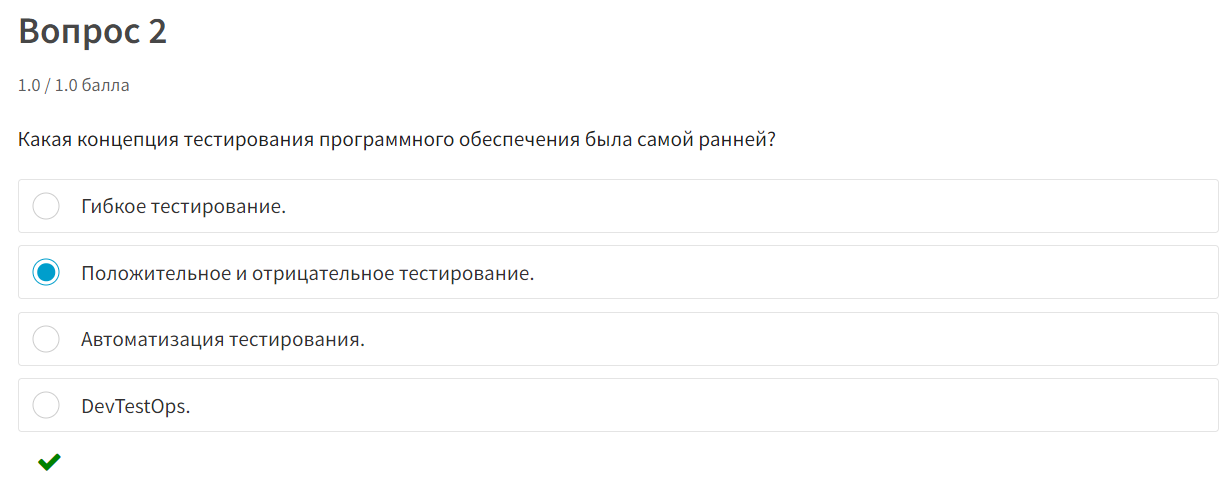 Вопрос 2
1.0 / 1.0 балла
Какая концепция тестирования программного обеспечения была самой ранней?
Гибкое тестирование.
Положительное и отрицательное тестирование.
Автоматизация тестирования.
DevTestOps.